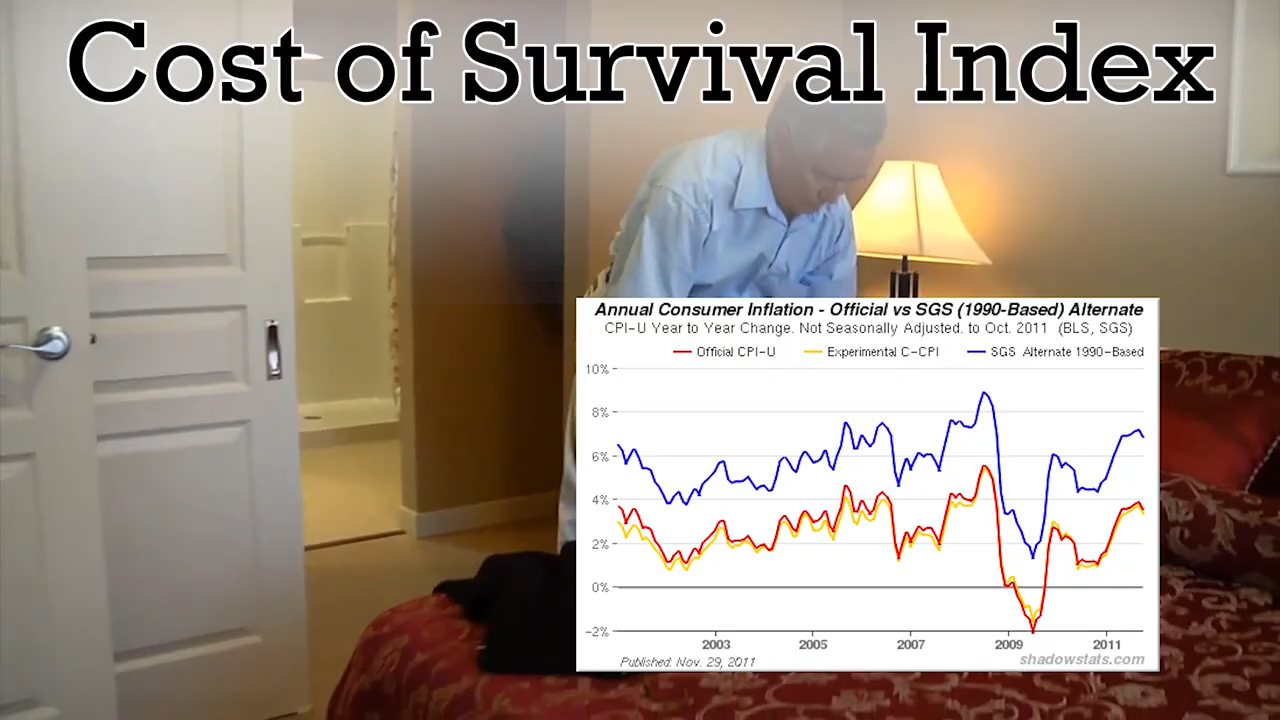 Cost of Survival Index
Annual Consumer Inflation - Official vs SGS (1990-Based) Alternate
CPI-U Year to Year Change. Not Seasonally Adjusted. to Oct. 2011 (BLS, SGS)
Official CPI-U Experimental C-CPI SGS Alternate 1990-Based
10%
8%
6%
4%
2%
0%
-2%
2003 2005 2007 2009 2011
Published: Nov. 29, 2011 shadowstats.com